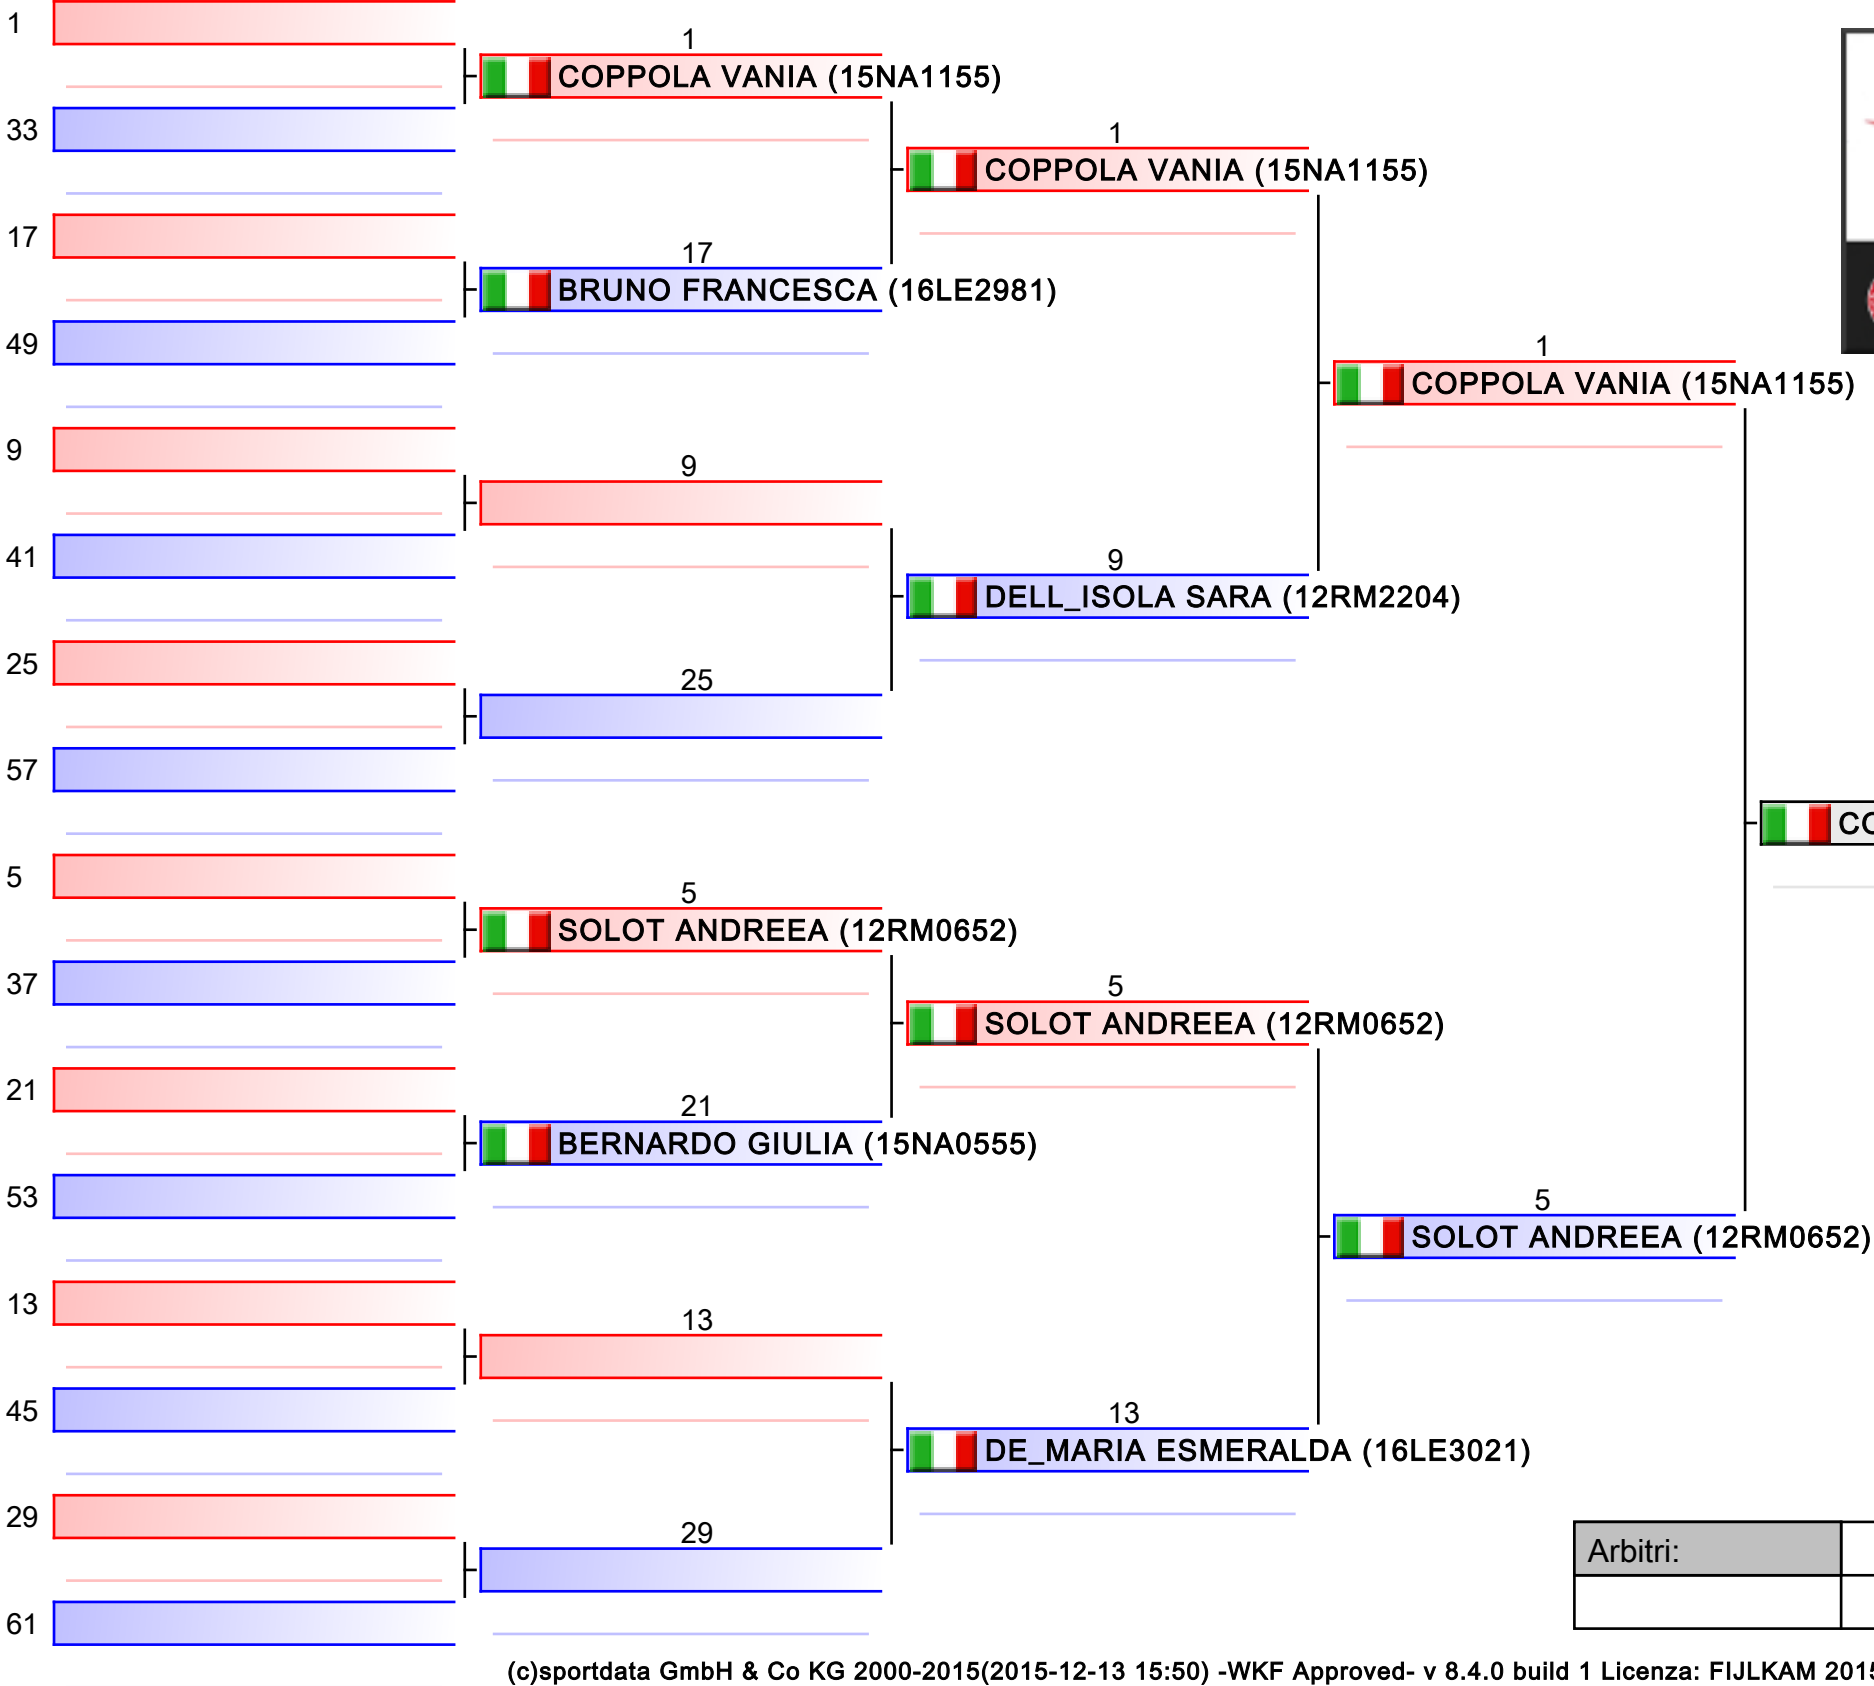 1
1
COPPOLA VANIA (15NA1155)
33
1
COPPOLA VANIA (15NA1155)
17
17
BRUNO FRANCESCA (16LE2981)
49
1
COPPOLA VANIA (15NA1155)
9
9
41
9
DELL_ISOLA SARA (12RM2204)
25
25
57
CO
5
5
SOLOT ANDREEA (12RM0652)
37
5
SOLOT ANDREEA (12RM0652)
21
21
BERNARDO GIULIA (15NA0555)
53
5
SOLOT ANDREEA (12RM0652)
13
13
45
13
DE_MARIA ESMERALDA (16LE3021)
29
29
Arbitri:
61
(c)sportdata GmbH & Co KG 2000-2015(2015-12-13 15:50) -WKF Approved- v 8.4.0 build 1 Licenza: FIJLKAM 2015